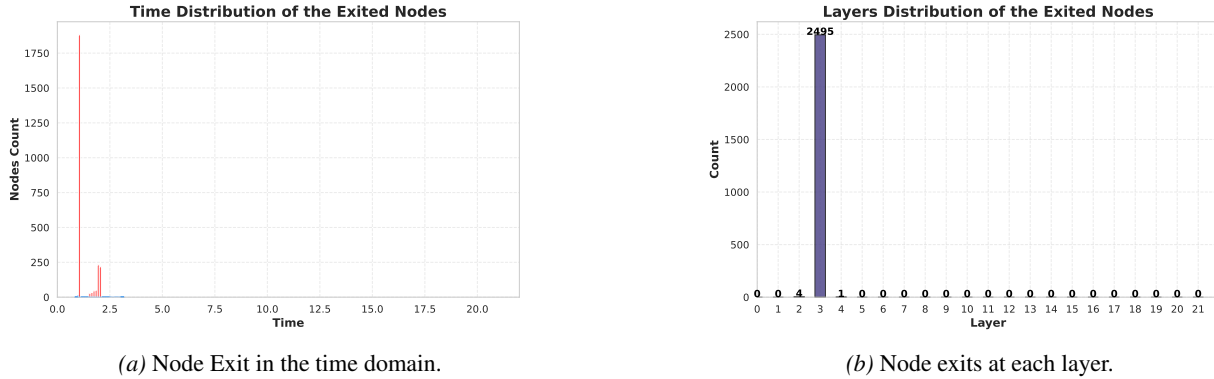 Time Distribution of the Exited Nodes
Nodes Count
1750
1500
1250
1000
750
500
250
0
0.0 2.5 5.0 7.5 10.0 12.5 15.0 17.5 20.0
Time
(a) Node Exit in the time domain.
Layers Distribution of the Exited Nodes
Count
2500
2000
1500
1000
500
0
2495
0 0 4 1 0 0 0 0 0 0 0 0 0 0 0 0 0 0 0 0 0
0 1 2 3 4 5 6 7 8 9 10 11 12 13 14 15 16 17 18 19 20 21
Layer
(b) Node exits at each layer.